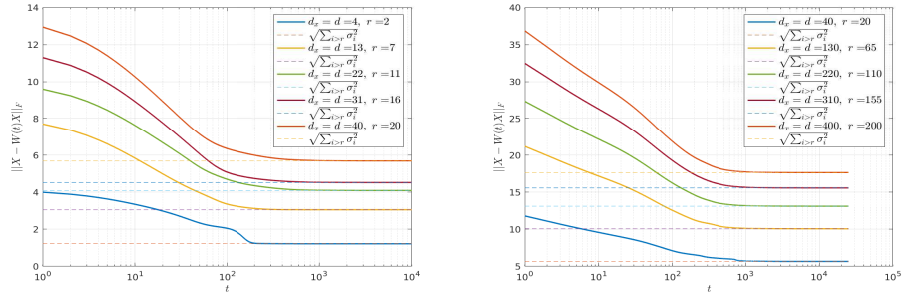 14
12
10
8
6
4
2
0
||X − W(t)X||_F
10^0
10^1
10^2
10^3
10^4
t
d_x = d =4, r =2
√∑_{i>r} σ_i^2
d_x = d =13, r =7
√∑_{i>r} σ_i^2
d_x = d =22, r =11
√∑_{i>r} σ_i^2
d_x = d =31, r =16
√∑_{i>r} σ_i^2
d_x = d =40, r =20
√∑_{i>r} σ_i^2
40
35
30
25
20
15
10
5
||X − W(t)X||_F
10^0
10^1
10^2
10^3
10^4
10^5
t
d_x = d =40, r =20
√∑_{i>r} σ_i^2
d_x = d =130, r =65
√∑_{i>r} σ_i^2
d_x = d =220, r =110
√∑_{i>r} σ_i^2
d_x = d =310, r =155
√∑_{i>r} σ_i^2
d_x = d =400, r =200
√∑_{i>r} σ_i^2